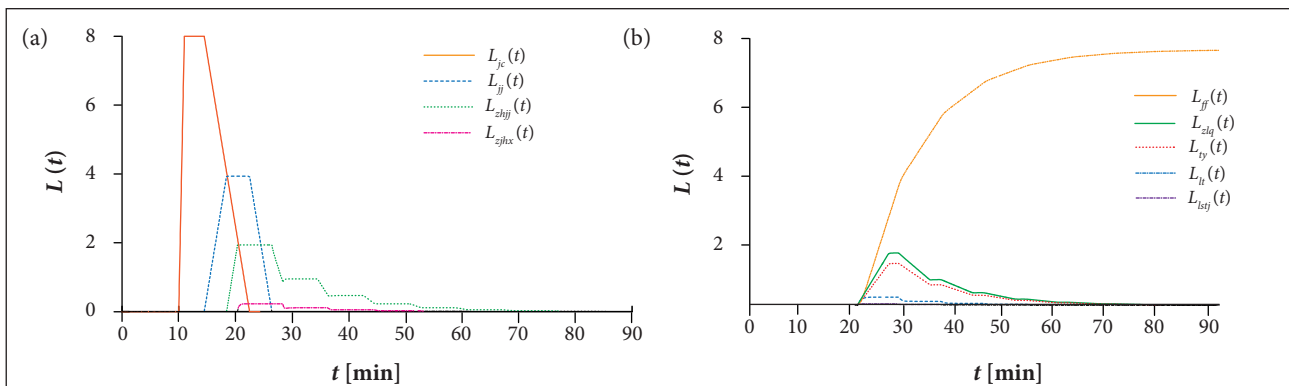 (a)
8
6
4
2
0
L (t)
0 10 20 30 40 50 60 70 80 90
t [min]
L_jc(t)
L_jj(t)
L_zhjj(t)
L_zjhx(t)
(b)
8
6
4
2
0
L (t)
0 10 20 30 40 50 60 70 80 90
t [min]
L_ff(t)
L_zlq(t)
L_ty(t)
L_lt(t)
L_lstj(t)